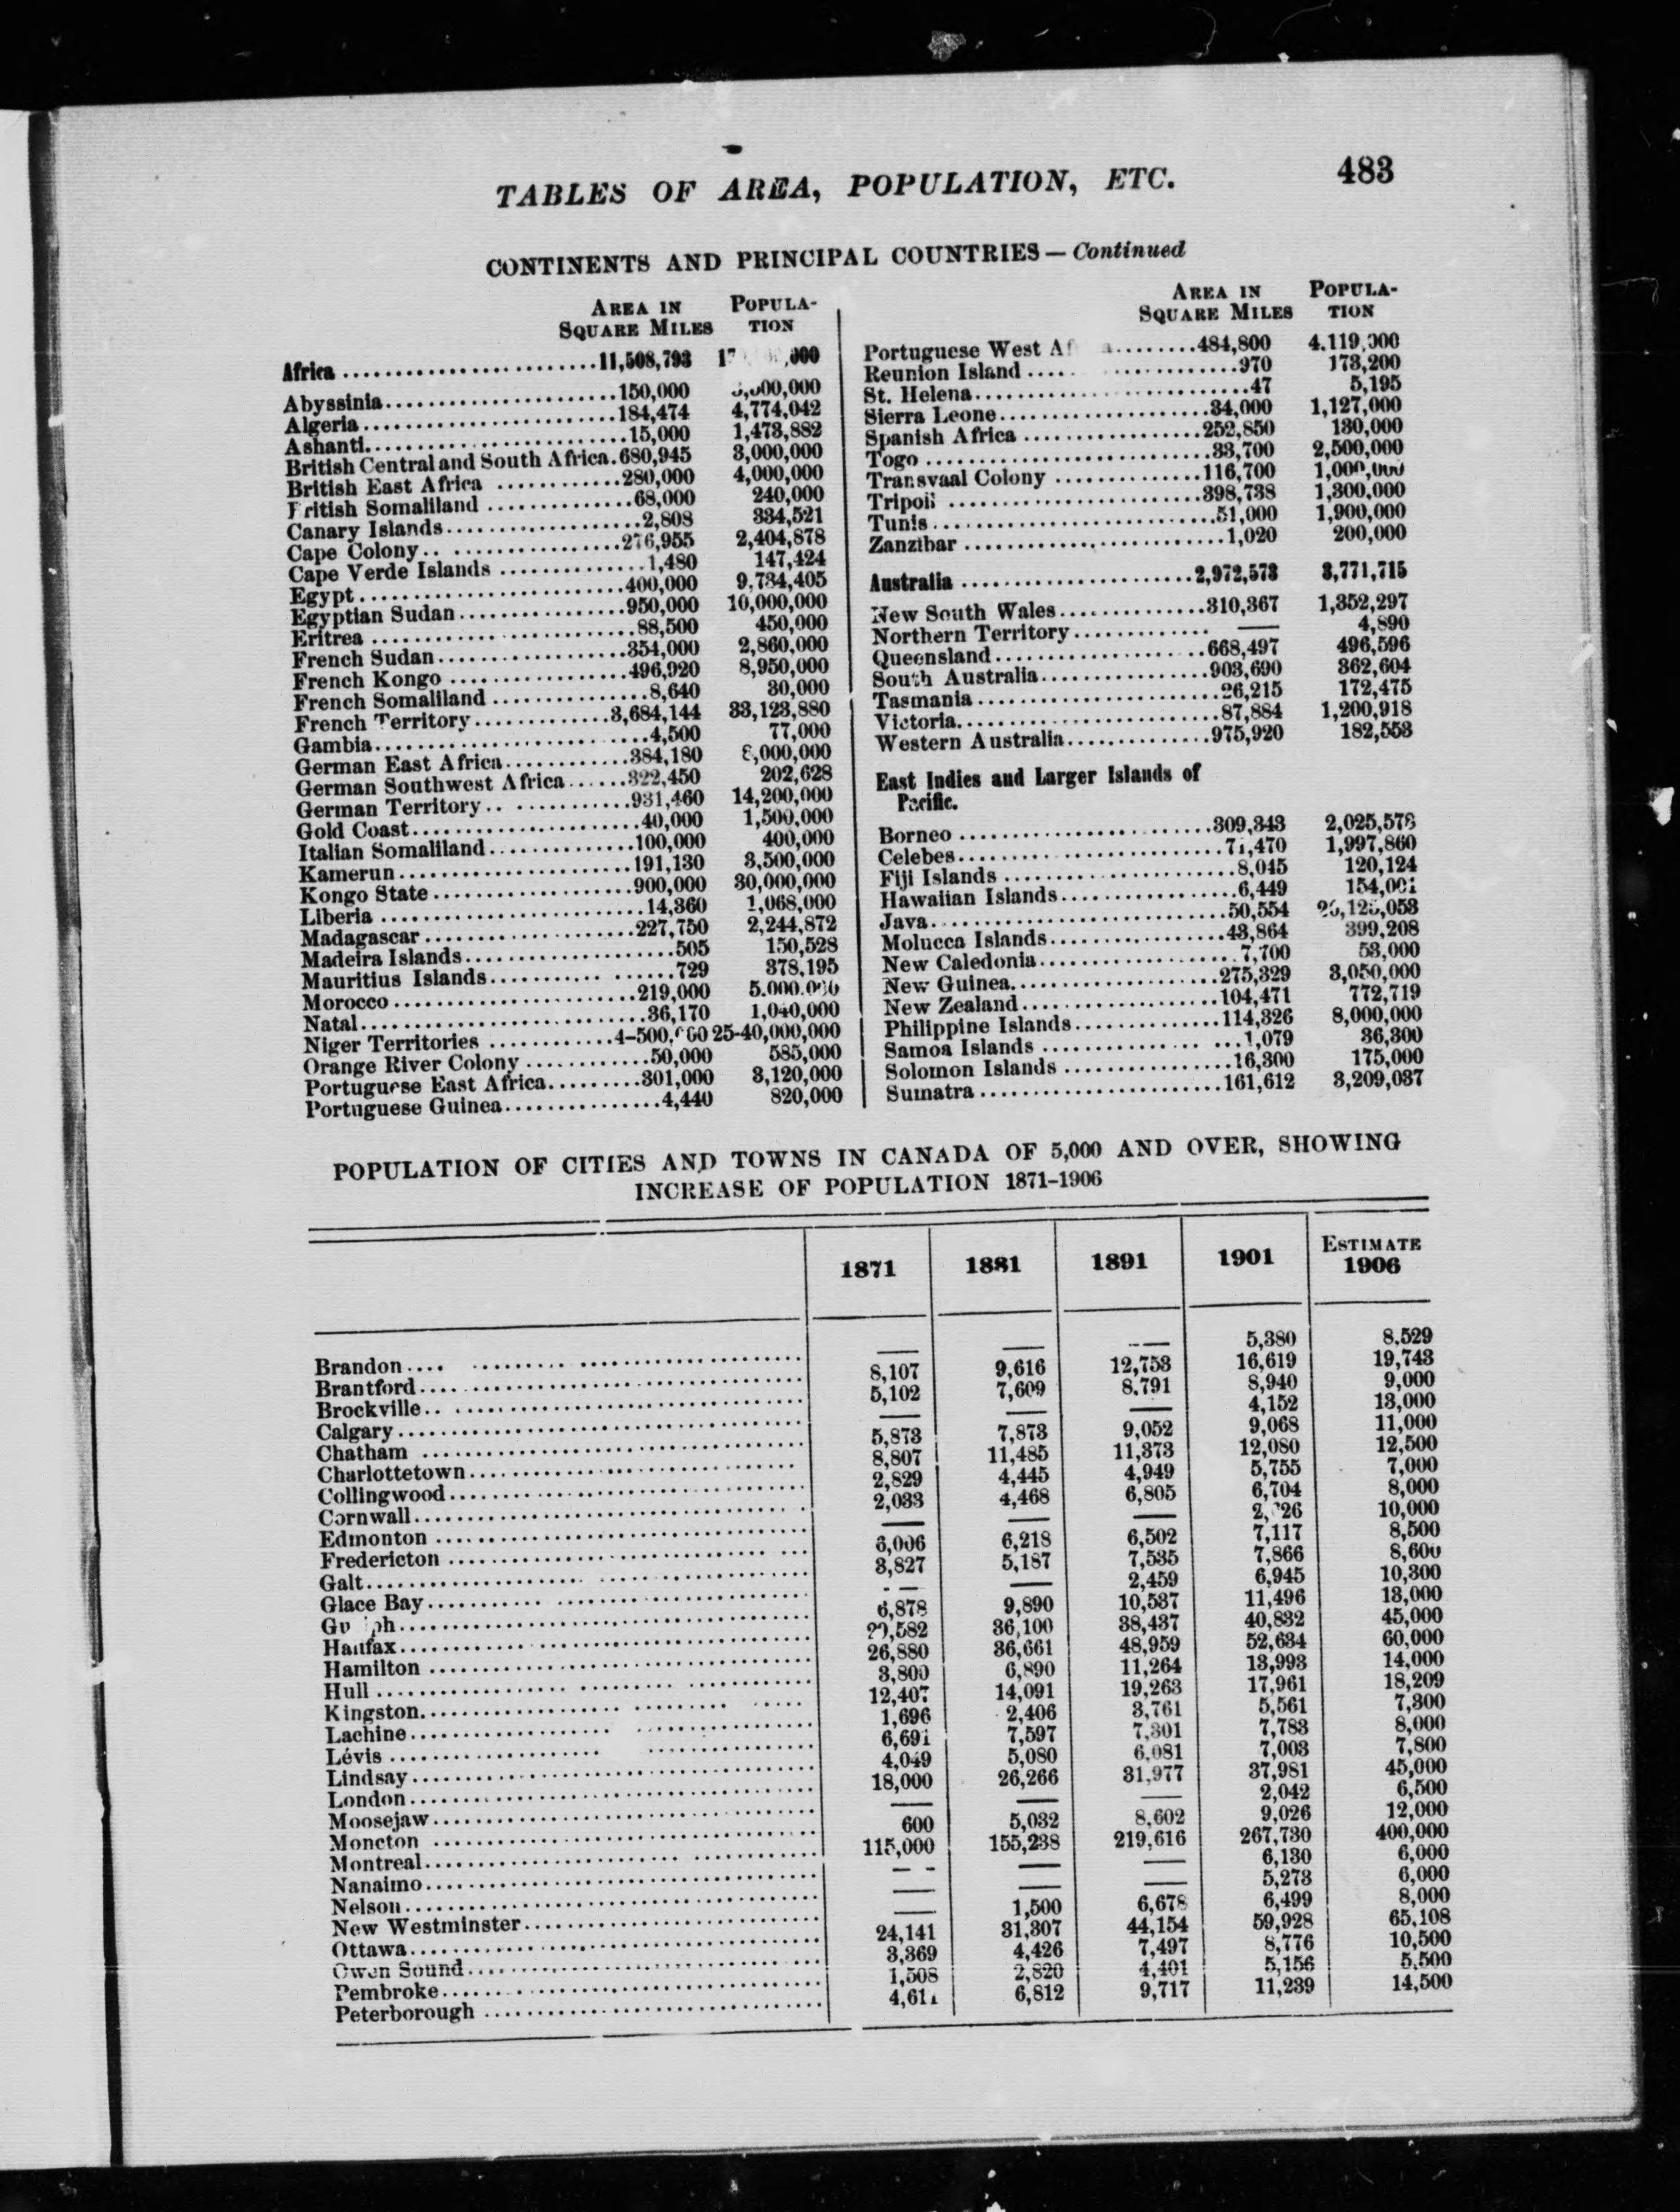 TABLES OF AREA, POPULATION, ETC. 483
CONTINENTS AND PRINCIPAL COUNTRIES — Continued
AREA IN SQUARE MILES POPULA-TION
Africa ........................ 11,508,793
Abyssinia ...................... 150,000
Algeria ........................ 184,474 4,774,042
Ashanti ........................ 15,000 1,473,882
British Central and South Africa. 680,945 3,000,000
British East Africa ............ 280,000 4,000,000
British Somaliland .............. 68,000 240,000
Canary Islands ................... 2,808 334,521
Cape Colony .................. 276,955 2,404,878
Cape Verde Islands .............. 1,480 147,424
Egypt ......................... 400,000 9,734,405
Egyptian Sudan ................ 950,000 10,000,000
Eritrea ........................ 88,500 450,000
French Sudan .................. 354,000 2,860,000
French Kongo ................. 496,920 8,950,000
French Somaliland ............... 8,640 30,000
French Territory ............. 3,684,144 33,123,880
Gambia .......................... 4,500 77,000
German East Africa ............ 384,180 8,000,000
German Southwest Africa ...... 322,450 202,628
German Territory .............. 931,460 14,200,000
Gold Coast ..................... 40,000 1,500,000
Italian Somaliland .............. 100,000 400,000
Kamerun ...................... 191,130 3,500,000
Kongo State ................... 900,000 30,000,000
Liberia ........................ 14,360 1,068,000
Madagascar .................... 227,750 2,244,872
Madeira Islands .................... 505 150,528
Mauritius Islands .................. 729 378,195
Morocco ...................... 219,000
Natal .......................... 36,170 1,040,000
Niger Territories ............ 25-40,000,000
Orange River Colony ............ 50,000 585,000
Portuguese East Africa ......... 301,000 3,120,000
Portuguese Guinea ............... 4,440 820,000
AREA IN SQUARE MILES POPULA-TION
Portuguese West ......... 484,800 4,119,000
Reunion Island .................... 970 173,200
St. Helena ......................... 47 5,195
Sierra Leone .................... 34,000 1,127,000
Spanish Africa ................. 252,850 130,000
Togo .......................... 33,700 2,500,000
Transvaal Colony .............. 116,700 1,000,000
Tripoli ....................... 398,738 1,300,000
Tunis .......................... 51,000 1,900,000
Zanzibar ........................ 1,020 200,000
Australia ..................... 2,972,573 3,771,715
New South Wales .............. 310,367 1,352,297
Northern Territory ............. — 4,890
Queensland ................... 668,497 496,596
South Australia ................ 903,690 362,604
Tasmania ...................... 26,215 172,475
Victoria ........................ 87,884 1,200,918
Western Australia .............. 975,920 182,553
East Indies and Larger Islands of
Pacific.
Borneo ....................... 309,343 2,025,578
Celebes ........................ 71,470 1,997,860
Fiji Islands ..................... 8,045 120,124
Hawaiian Islands ................ 6,449 154,001
Java ........................... 50,554
Molucca Islands ................ 43,864 399,208
New Caledonia .................. 7,700 53,000
New Guinea ................... 275,329 3,050,000
New Zealand .................. 104,471 772,719
Philippine Islands .............. 114,326 8,000,000
Samoa Islands .................. 1,079 36,300
Solomon Islands ................ 16,300 175,000
Sumatra ...................... 161,612 3,209,037
POPULATION OF CITIES AND TOWNS IN CANADA OF 5,000 AND OVER, SHOWING
INCREASE OF POPULATION 1871-1906
1871 1881 1891 1901 ESTIMATE 1906
Brandon — — — 5,380 8,529
Brantford 8,107 9,616 12,753 16,619 19,743
Brockville 5,102 7,609 8,791 8,940 9,000
Calgary — — — 4,152 13,000
Chatham 5,873 7,873 9,052 9,068 11,000
Charlottetown 8,807 11,485 11,373 12,080 12,500
Collingwood 2,829 4,445 4,949 5,755 7,000
Cornwall 2,033 4,468 6,805 6,704 8,000
Edmonton — — — 10,000
Fredericton 6,006 6,218 6,502 7,117 8,500
Galt 3,827 5,187 7,535 7,866 8,600
Glace Bay — — 2,459 6,945 10,300
6,878 9,890 10,537 11,496 13,000
Halifax 29,582 36,100 38,437 40,832 45,000
Hamilton 26,880 36,661 48,959 52,634 60,000
Hull 3,800 6,890 11,264 13,993 14,000
Kingston 12,407 14,091 19,263 17,961 18,209
Lachine 1,696 2,406 3,761 5,561 7,300
Lévis 6,691 7,597 7,301 7,783 8,000
Lindsay 4,049 5,080 6,081 7,003 7,800
London 18,000 26,266 31,977 37,981 45,000
Moosejaw — — — 2,042 6,500
Moncton 600 5,032 8,602 9,026 12,000
Montreal 115,000 155,238 219,616 267,730 400,000
Nanaimo — — — 6,130 6,000
Nelson — — — 5,273 6,000
New Westminster — 1,500 6,678 6,499 8,000
Ottawa 24,141 31,307 44,154 59,928 65,108
Owen Sound 3,369 4,426 7,497 8,776 10,500
Pembroke 1,508 2,820 4,401 5,156 5,500
Peterborough 4,611 6,812 9,717 11,239 14,500